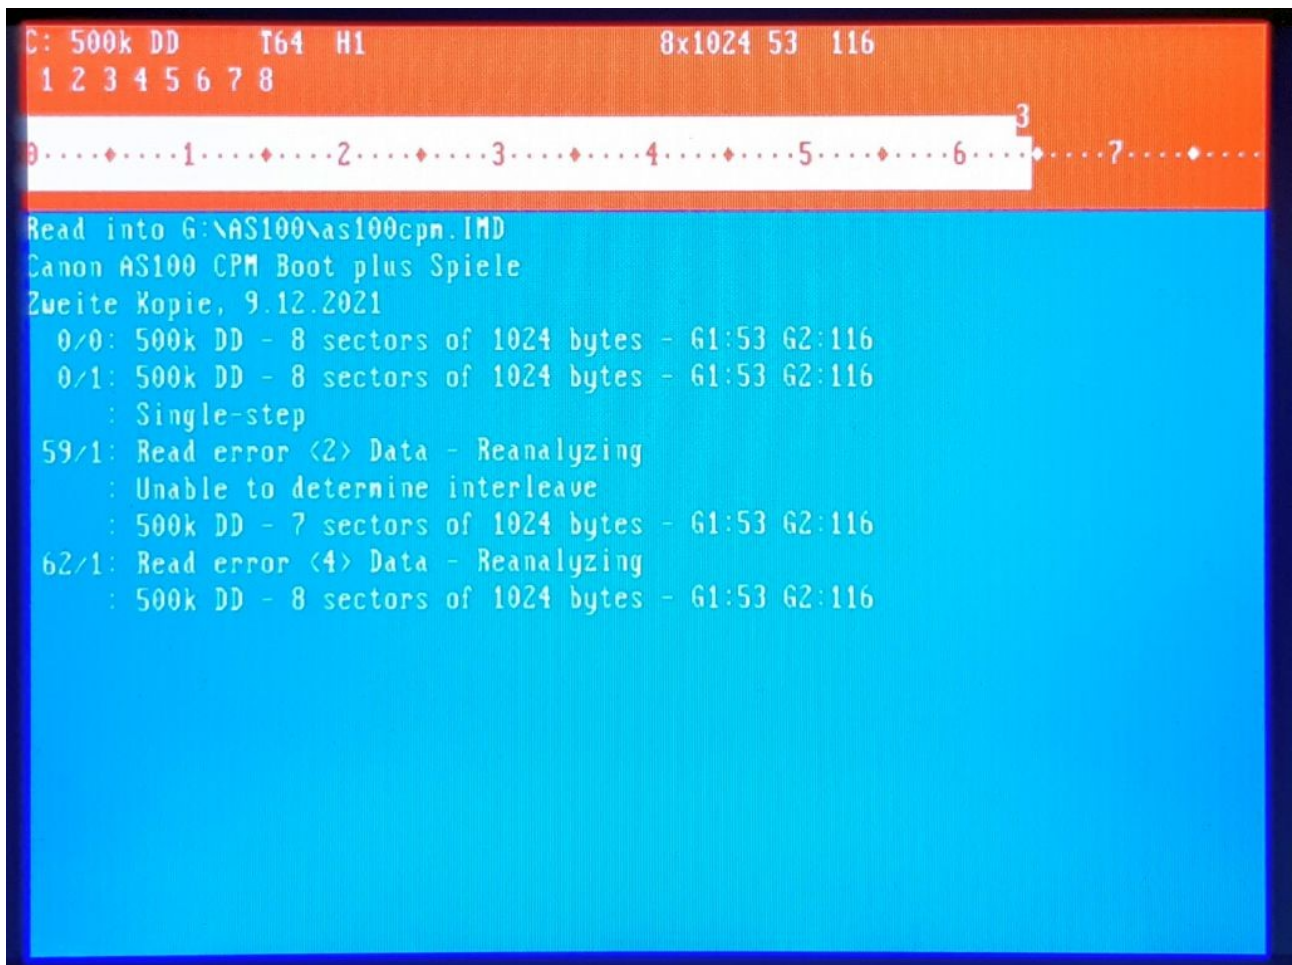 C: 500k DD T64 H1 8x1024 53 116
1 2 3 4 5 6 7 8
3
0····♦····1····♦····2····♦····3····♦····4····♦····5····♦····6····♦····7····♦····
Read into G:\AS100\as100cpm.IMD
Canon AS100 CPM Boot plus Spiele
Zweite Kopie, 9.12.2021
0/0: 500k DD - 8 sectors of 1024 bytes - G1:53 G2:116
0/1: 500k DD - 8 sectors of 1024 bytes - G1:53 G2:116
: Single-step
59/1: Read error <2> Data - Reanalyzing
: Unable to determine interleave
: 500k DD - 7 sectors of 1024 bytes - G1:53 G2:116
62/1: Read error <4> Data - Reanalyzing
: 500k DD - 8 sectors of 1024 bytes - G1:53 G2:116